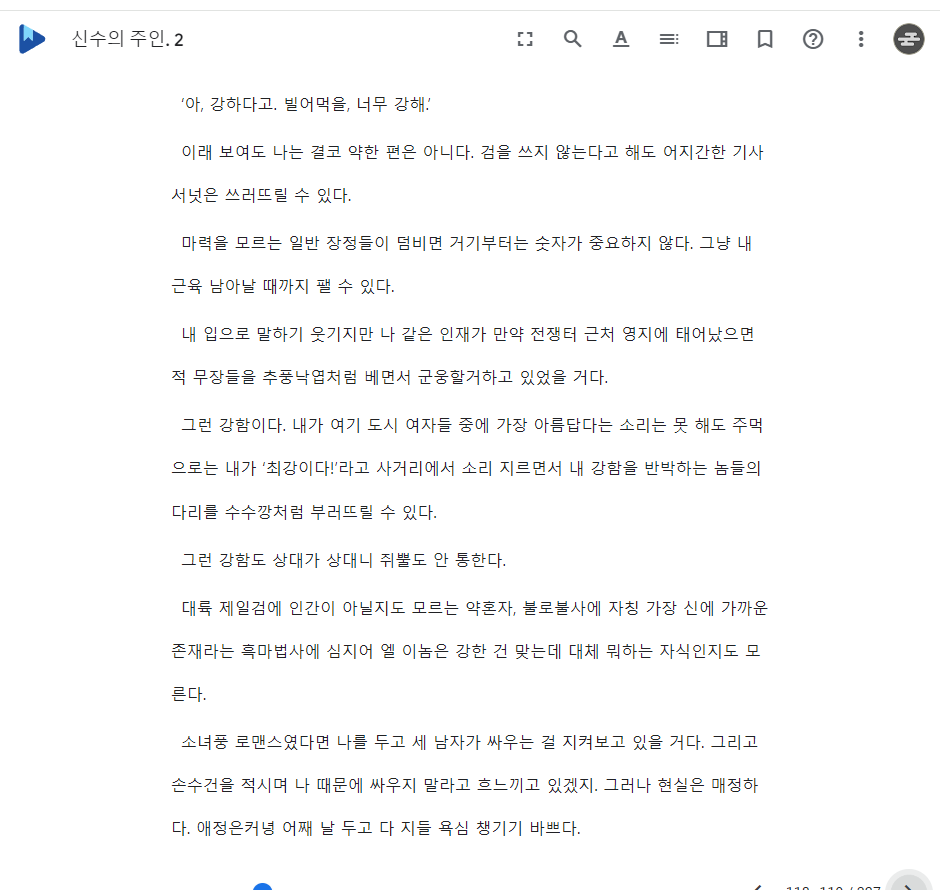 신수의 주인. 2
‘아, 강하다고. 빌어먹을, 너무 강해.’
이래 보여도 나는 결코 약한 편은 아니다. 검을 쓰지 않는다고 해도 어지간한 기사
서넛은 쓰러뜨릴 수 있다.
마력을 모르는 일반 장정들이 덤비면 거기부터는 숫자가 중요하지 않다. 그냥 내
근육 남아날 때까지 팰 수 있다.
내 입으로 말하기 웃기지만 나 같은 인재가 만약 전쟁터 근처 영지에 태어났으면
적 무장들을 추풍낙엽처럼 베면서 군웅할거하고 있었을 거다.
그런 강함이다. 내가 여기 도시 여자들 중에 가장 아름답다는 소리는 못 해도 주먹
으로는 내가 ‘최강이다!’라고 사거리에서 소리 지르면서 내 강함을 반박하는 놈들의
다리를 수수깡처럼 부러뜨릴 수 있다.
그런 강함도 상대가 상대니 쥐뿔도 안 통한다.
대륙 제일검에 인간이 아닐지도 모르는 약혼자, 불로불사에 자칭 가장 신에 가까운
존재라는 흑마법사에 심지어 엘 이놈은 강한 건 맞는데 대체 뭐하는 자식인지도 모
른다.
소녀풍 로맨스였다면 나를 두고 세 남자가 싸우는 걸 지켜보고 있을 거다. 그리고
손수건을 적시며 나 때문에 싸우지 말라고 흐느끼고 있겠지. 그러나 현실은 매정하
다. 애정은커녕 어째 날 두고 다 지들 욕심 챙기기 바쁘다.